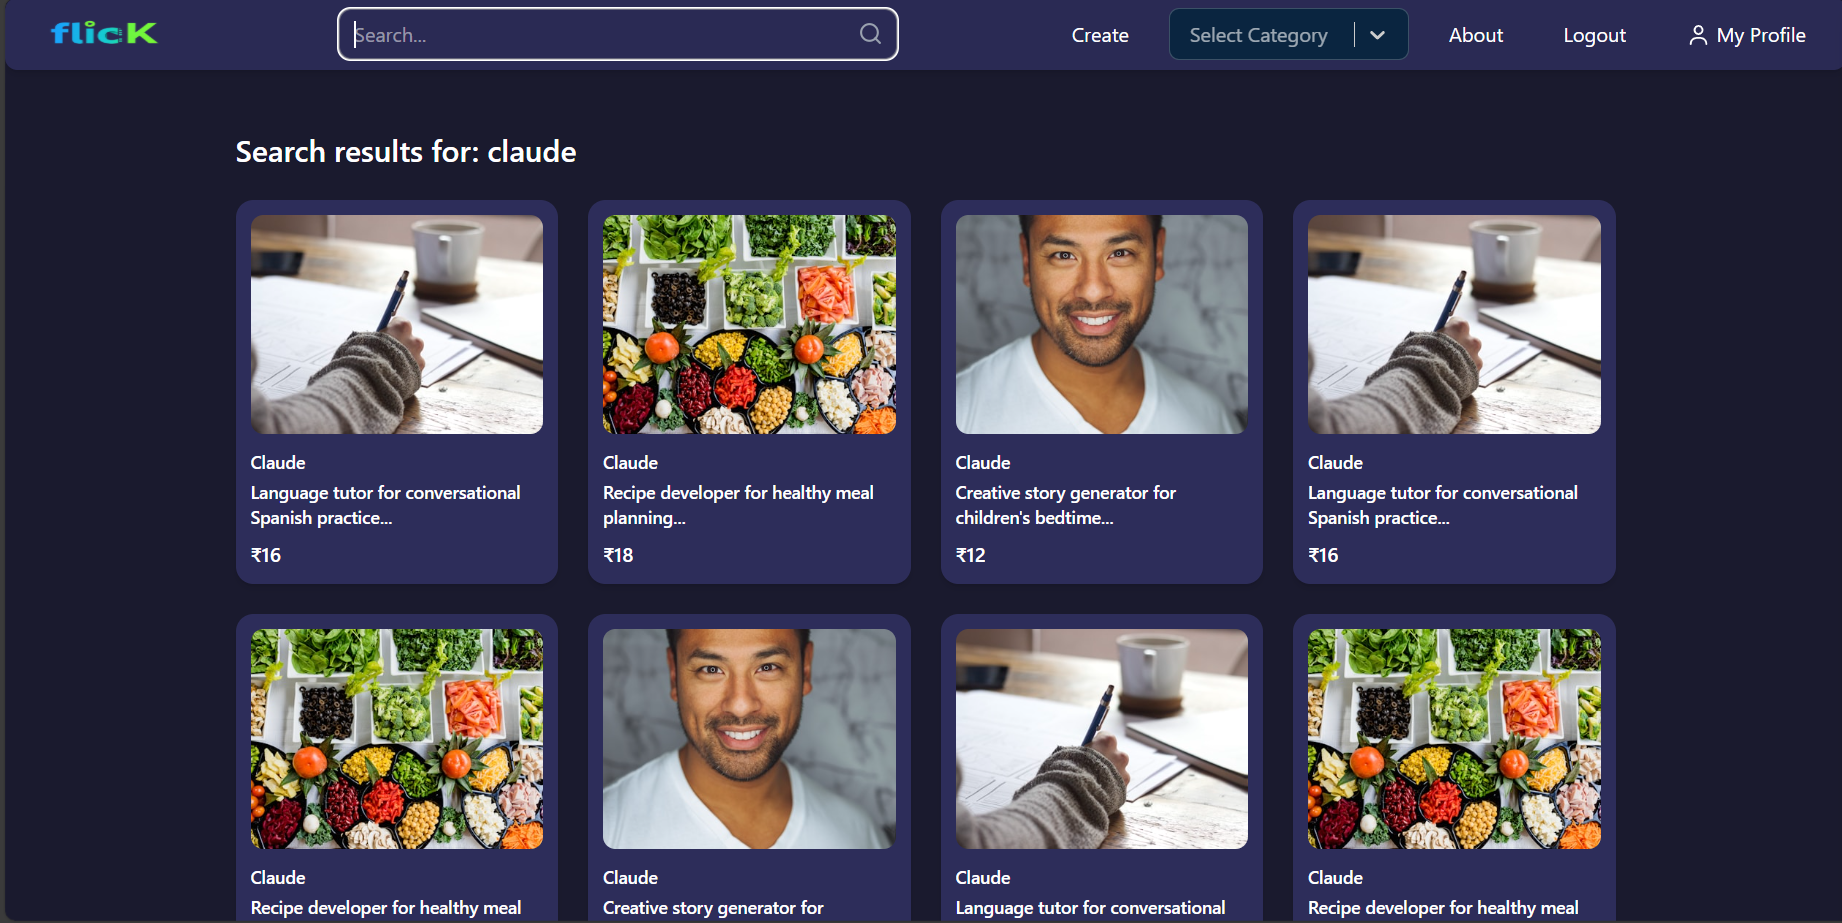 flicK
Search...
Create
Select Category
About
Logout
My Profile
Search results for: claude
Claude
Language tutor for conversational
Spanish practice...
₹16
Claude
Recipe developer for healthy meal
planning...
₹18
Claude
Creative story generator for
children's bedtime...
₹12
Claude
Language tutor for conversational
Spanish practice...
₹16
Claude
Recipe developer for healthy meal
Claude
Creative story generator for
Claude
Language tutor for conversational
Claude
Recipe developer for healthy meal